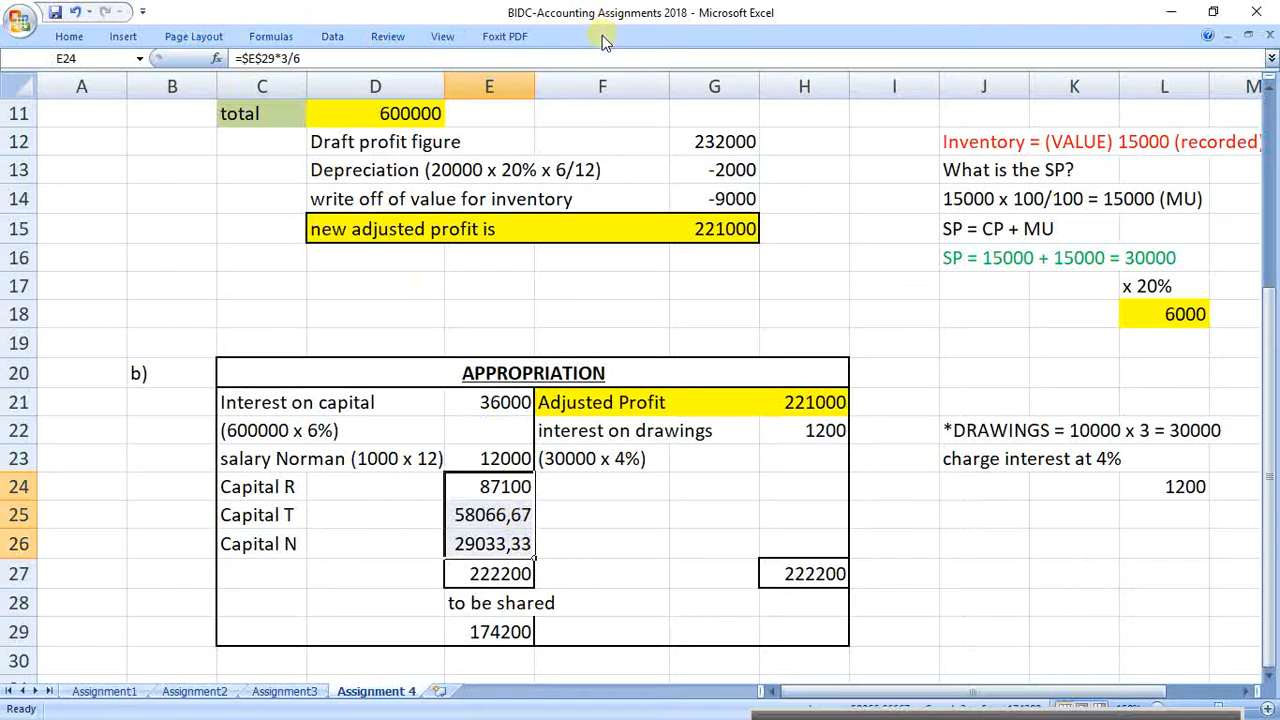 BIDC-Accounting Assignments 2018 - Microsoft Excel
Home Insert Page Layout Formulas Data Review View Foxit PDF
E24 fx =$E$29*3/6
A B C D E F G H I J K L M
11 total 600000
12 Draft profit figure 232000 Inventory = (VALUE) 15000 (recorded)
13 Depreciation (20000 x 20% x 6/12) -2000 What is the SP?
14 write off of value for inventory -9000 15000 x 100/100 = 15000 (MU)
15 new adjusted profit is 221000 SP = CP + MU
16 SP = 15000 + 15000 = 30000
17 x 20%
18 6000
19
20 b) APPROPRIATION
21 Interest on capital 36000 Adjusted Profit 221000
22 (600000 x 6%) interest on drawings 1200 *DRAWINGS = 10000 x 3 = 30000
23 salary Norman (1000 x 12) 12000 (30000 x 4%) charge interest at 4%
24 Capital R 87100 1200
25 Capital T 58066,67
26 Capital N 29033,33
27 222200 222200
28 to be shared
29 174200
30
Assignment1 Assignment2 Assignment3 Assignment 4
Ready